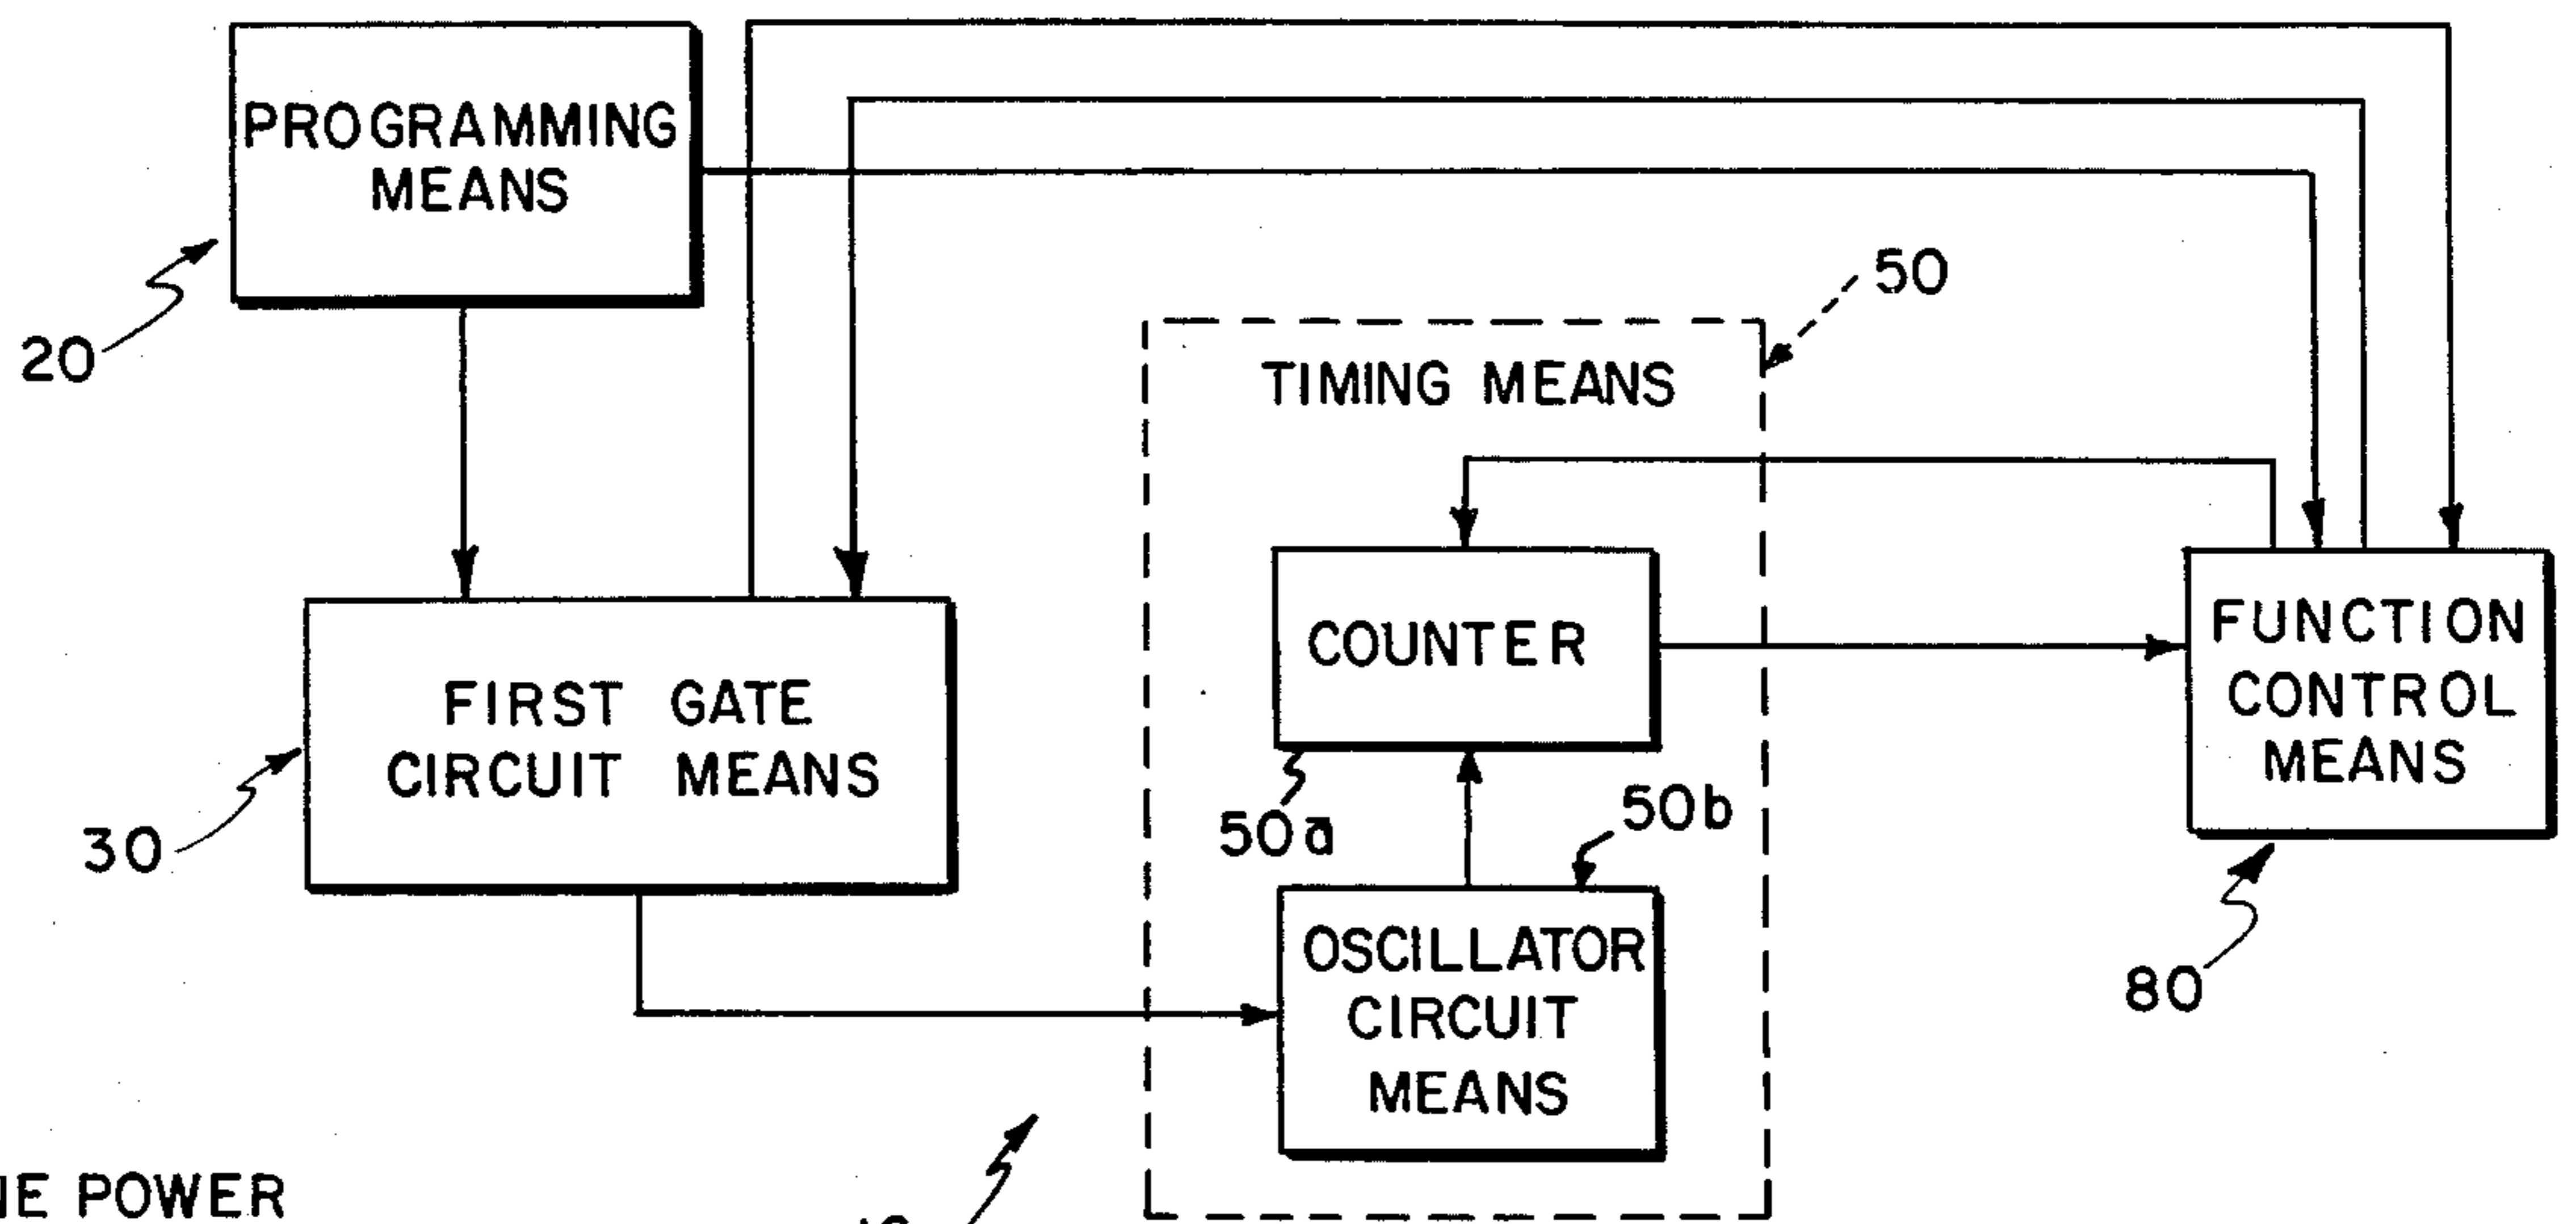 PROGRAMMING
MEANS
20
50
TIMING MEANS
COUNTER
FUNCTION
CONTROL
MEANS
FIRST GATE
CIRCUIT MEANS
30
50a
50b
OSCILLATOR
CIRCUIT
MEANS
80
POWER